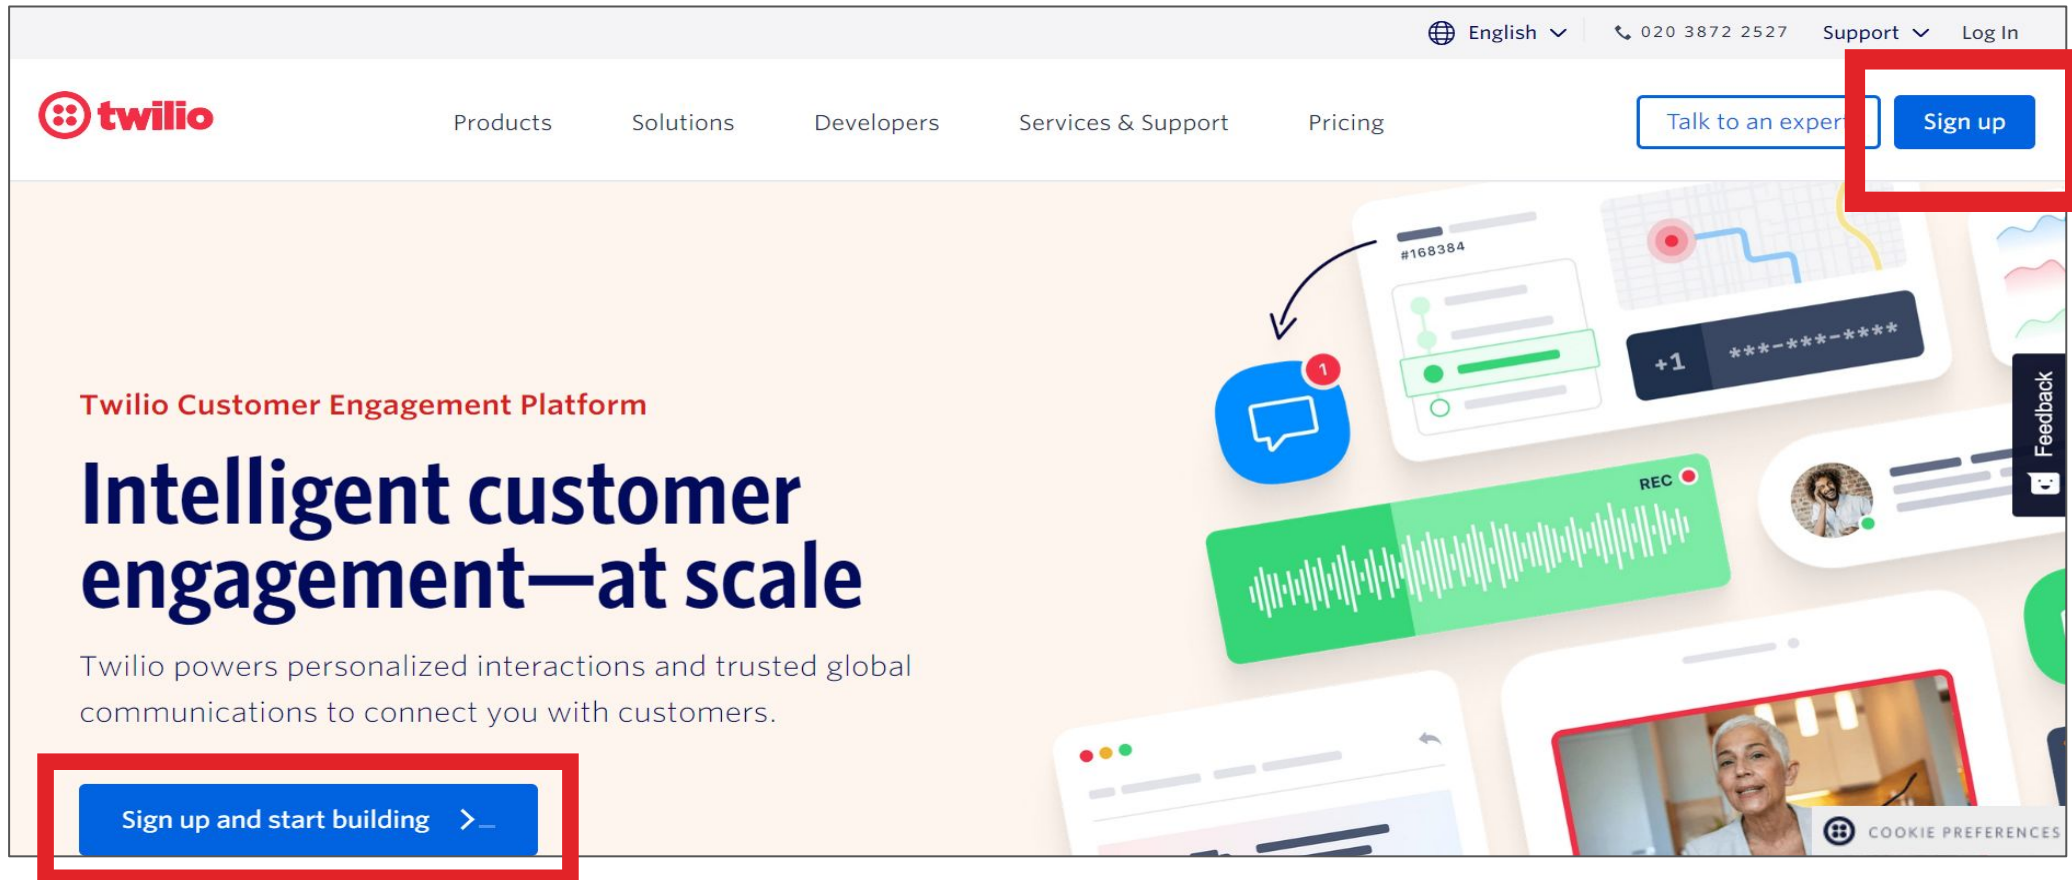 English
020 3872 2527
Support
Log In
twilio
Products
Solutions
Developers
Services & Support
Pricing
Talk to an exper
Sign up
#168384
+1 ***-***-****
1
Feedback
REC
Twilio Customer Engagement Platform
Intelligent customer
engagement—at scale
Twilio powers personalized interactions and trusted global
communications to connect you with customers.
Sign up and start building >_
COOKIE PREFERENCES